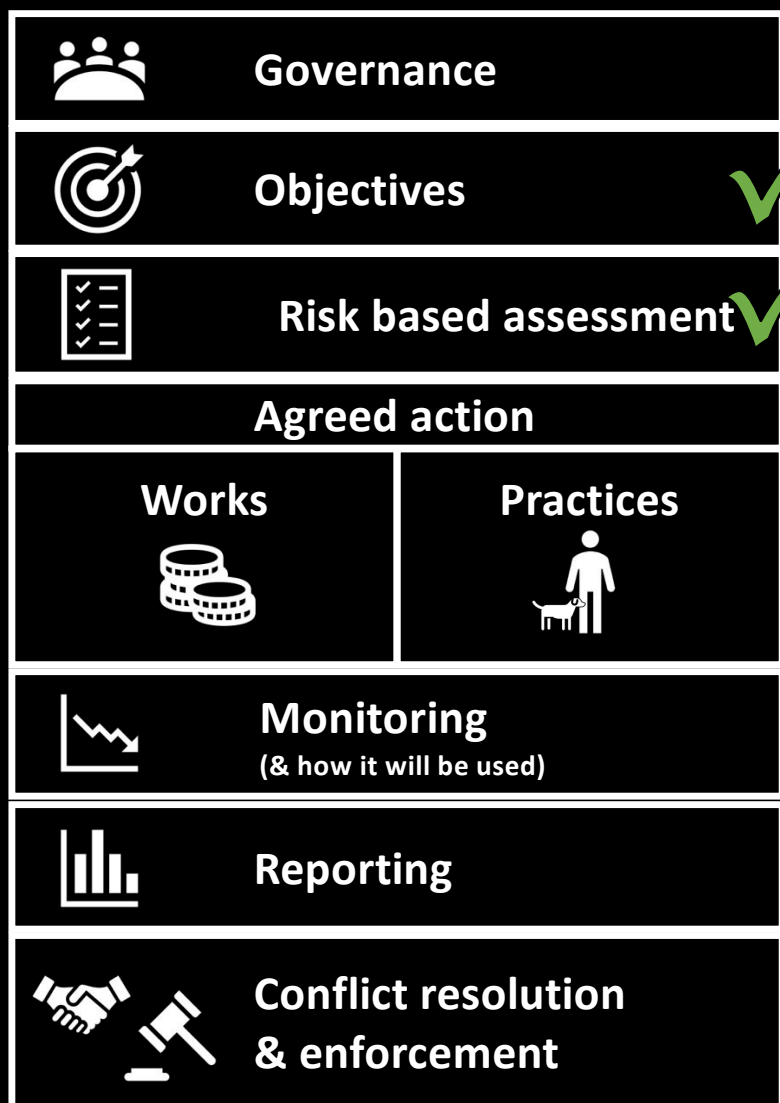 Governance
Objectives
Risk based assessment
Agreed action
Works
Practices
Monitoring
(& how it will be used)
Reporting
Conflict resolution
& enforcement